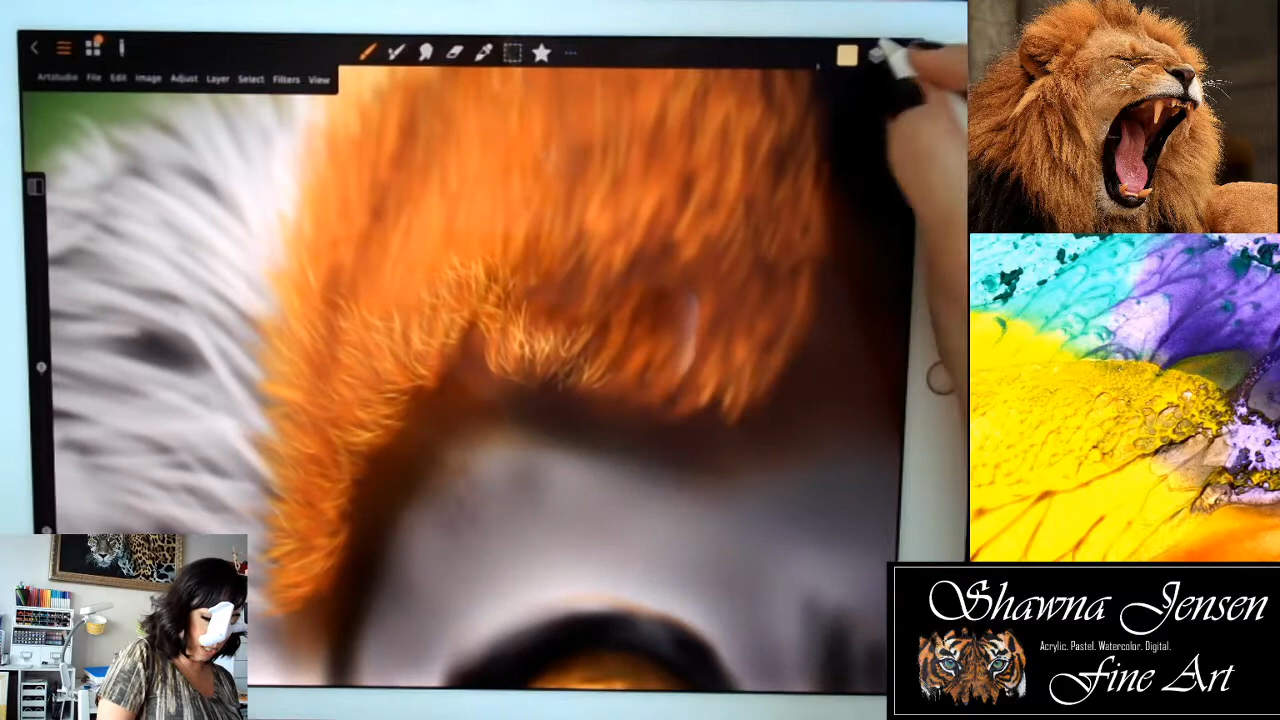 Artstudio File Edit Image Adjust Layer Select Filters View
Shawna Jensen
Acrylic. Pastel. Watercolor. Digital.
Fine Art